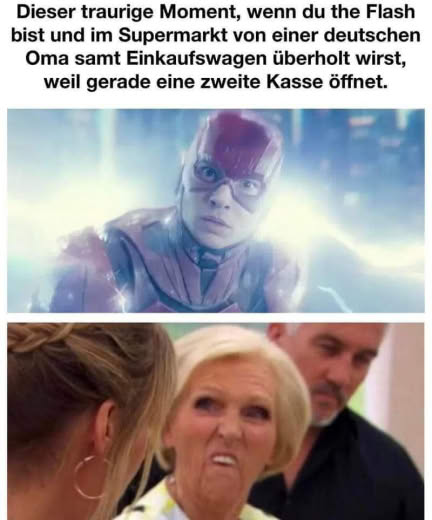 Dieser traurige Moment, wenn du the Flash
bist und im Supermarkt von einer deutschen
Oma samt Einkaufswagen überholt wirst,
weil gerade eine zweite Kasse öffnet.